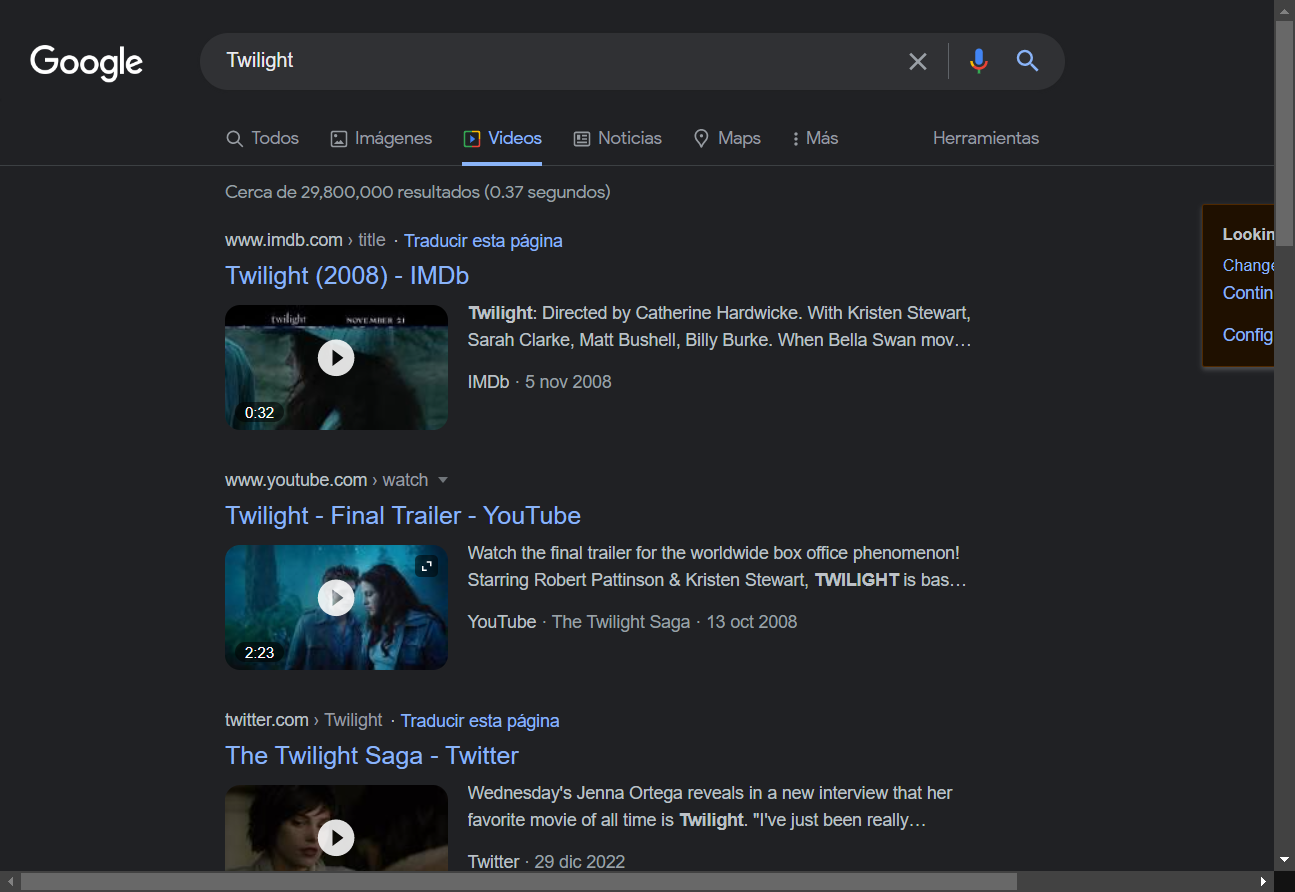 Google
Twilight
Todos
Imágenes
Videos
Noticias
Maps
Más
Herramientas
Cerca de 29,800,000 resultados (0.37 segundos)
www.imdb.com › title · Traducir esta página
Twilight (2008) - IMDb
twilight NOVEMBER 21
0:32
Twilight: Directed by Catherine Hardwicke. With Kristen Stewart,
Sarah Clarke, Matt Bushell, Billy Burke. When Bella Swan mov…
IMDb · 5 nov 2008
Lookin
Change
Contin
Config
www.youtube.com › watch
Twilight - Final Trailer - YouTube
2:23
Watch the final trailer for the worldwide box office phenomenon!
Starring Robert Pattinson & Kristen Stewart, TWILIGHT is bas…
YouTube · The Twilight Saga · 13 oct 2008
twitter.com › Twilight · Traducir esta página
The Twilight Saga - Twitter
Wednesday's Jenna Ortega reveals in a new interview that her
favorite movie of all time is Twilight. "I've just been really…
Twitter · 29 dic 2022